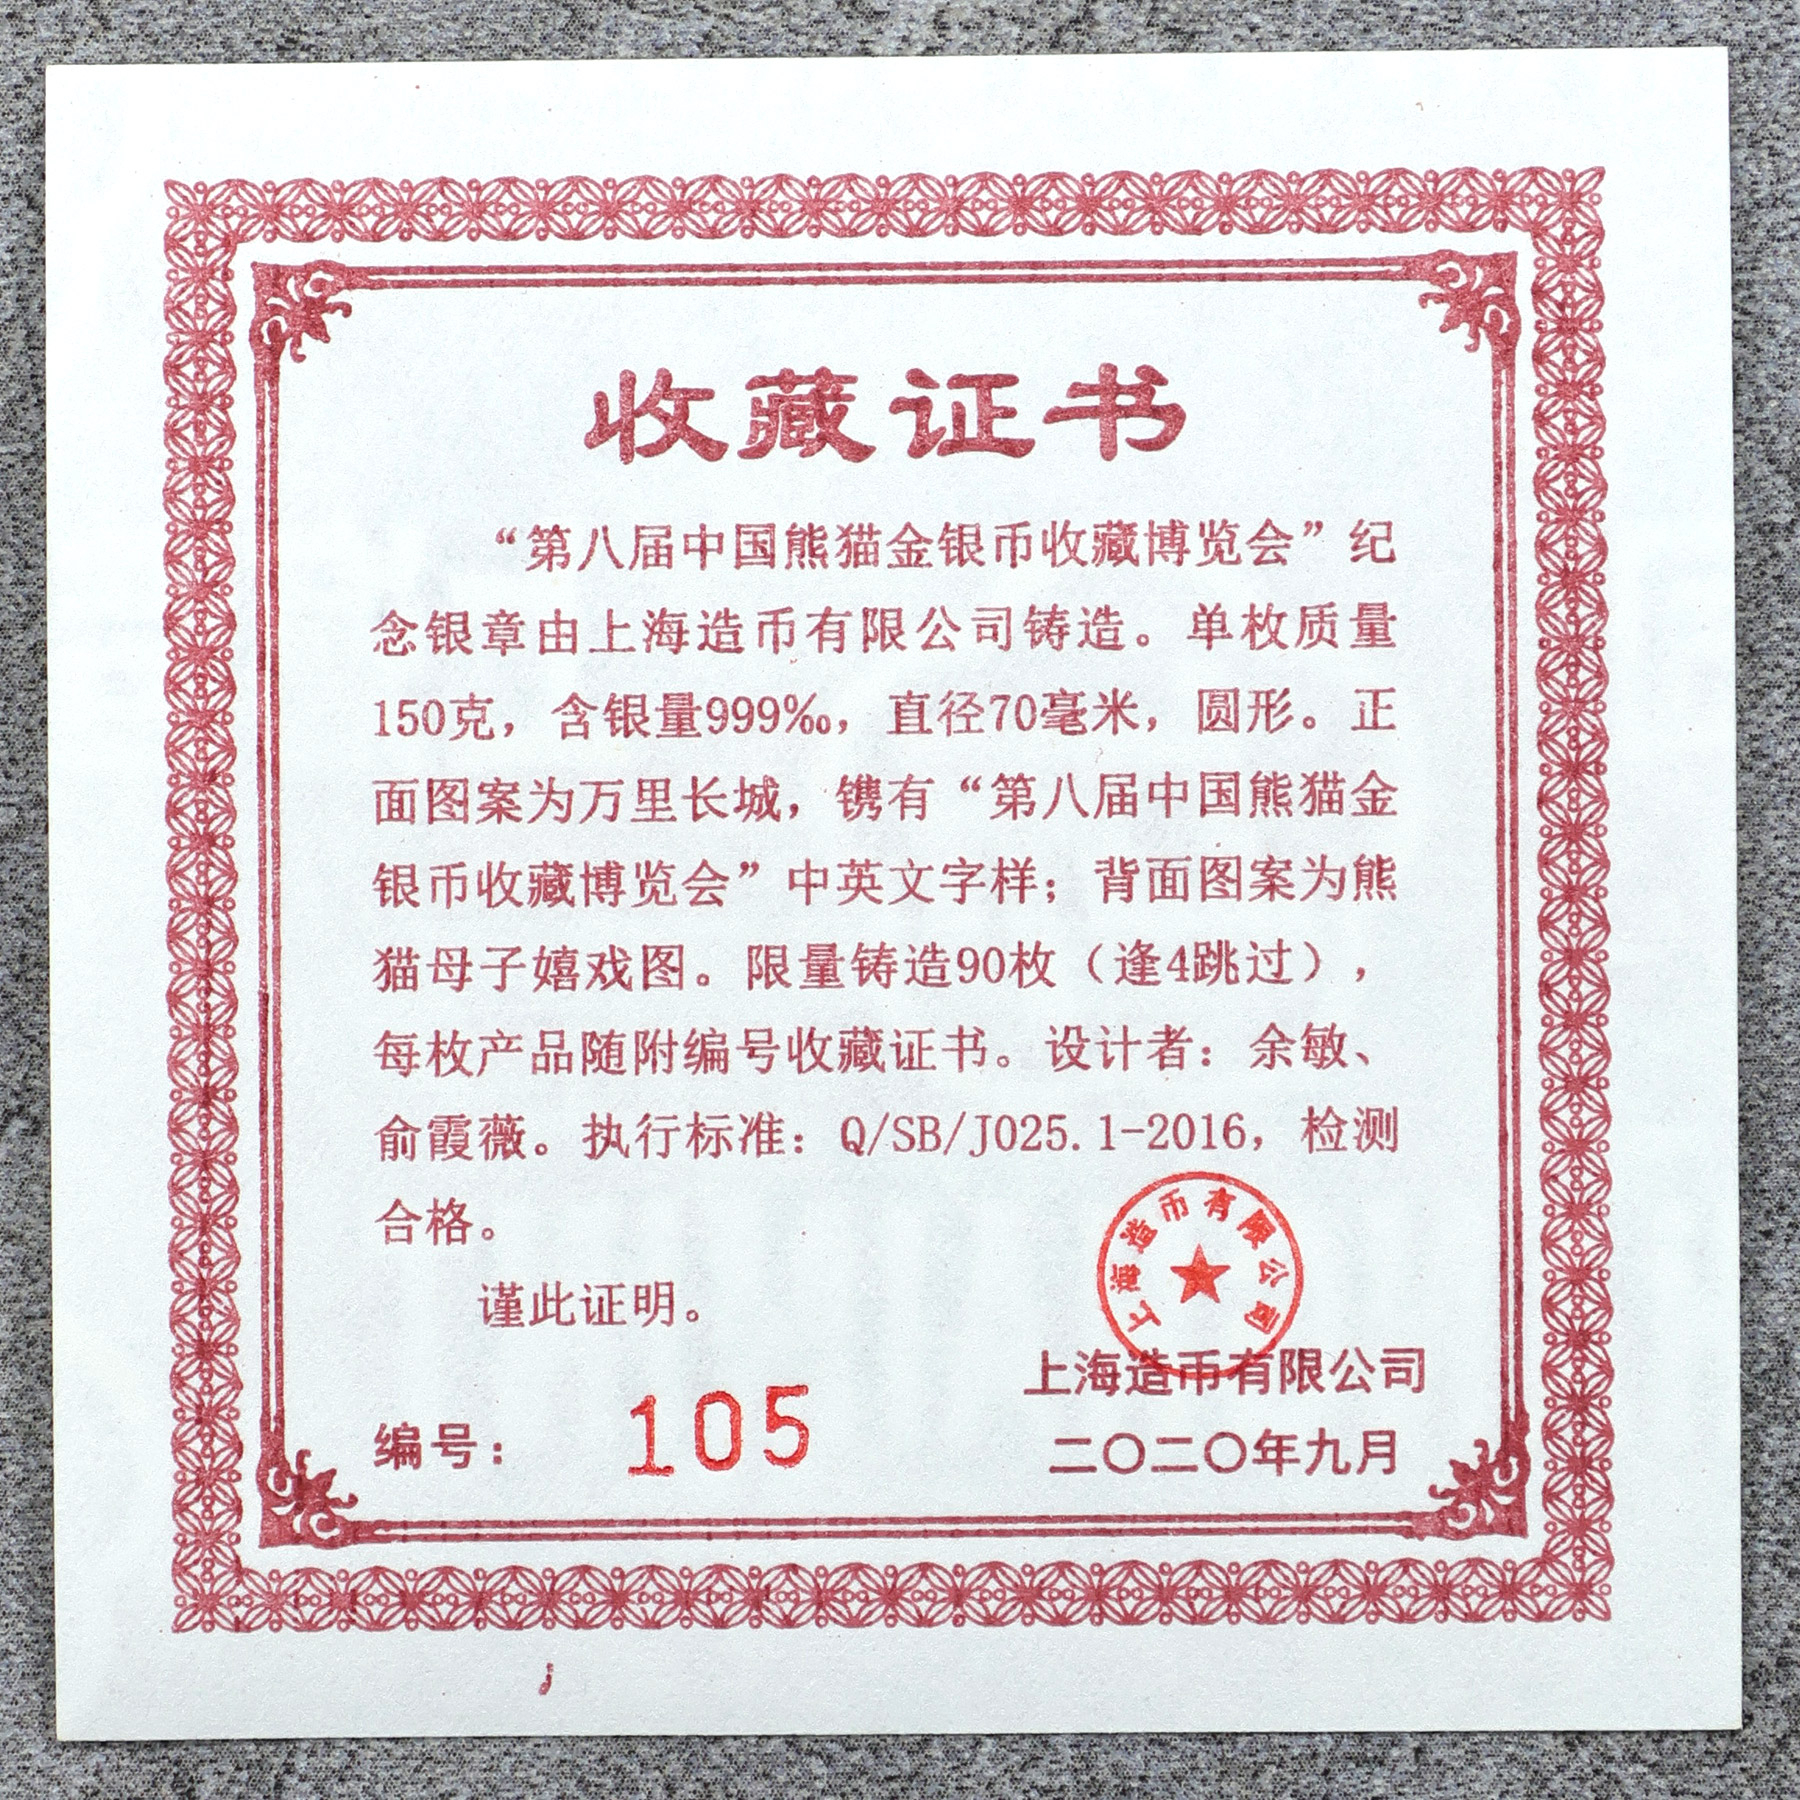 收藏证书
“第八届中国熊猫金银币收藏博览会”纪
念银章由上海造币有限公司铸造。单枚质量
150克，含银量999‰，直径70毫米，圆形。正
面图案为万里长城，镌有“第八届中国熊猫金
银币收藏博览会”中英文字样；背面图案为熊
猫母子嬉戏图。限量铸造90枚（逢4跳过），
每枚产品随附编号收藏证书。设计者：余敏、
俞霞薇。执行标准：Q/SB/J025.1-2016，检测
合格。
谨此证明。
上海造币有限公司
上海造币有限公司
编号：105
二〇二〇年九月